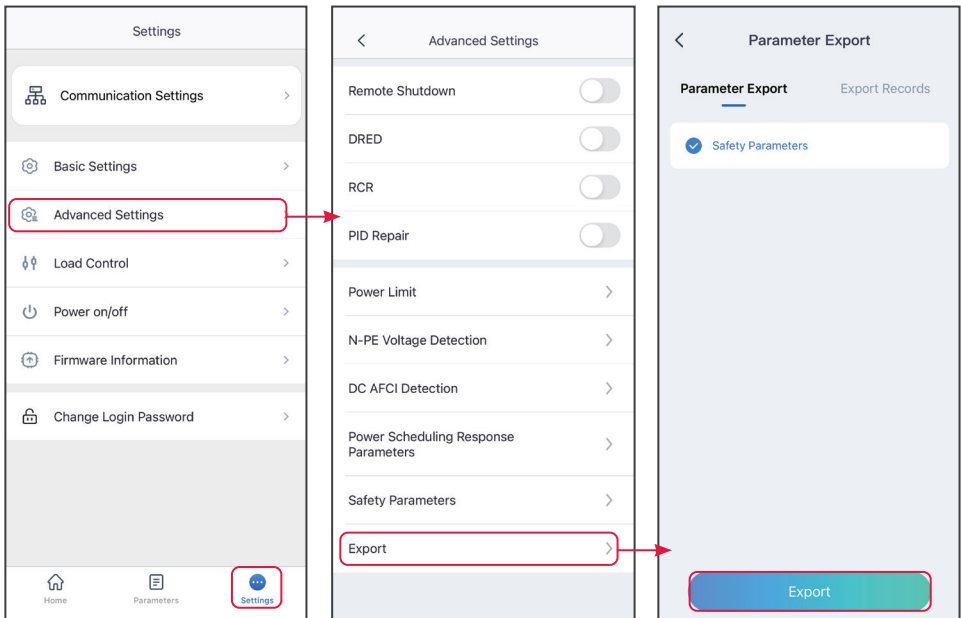 Settings
Communication Settings
Basic Settings
Advanced Settings
Load Control
Power on/off
Firmware Information
Change Login Password
Home
Parameters
Settings
Advanced Settings
Remote Shutdown
DRED
RCR
PID Repair
Power Limit
N-PE Voltage Detection
DC AFCI Detection
Power Scheduling Response
Parameters
Safety Parameters
Export
Parameter Export
Parameter Export
Export Records
Safety Parameters
Export